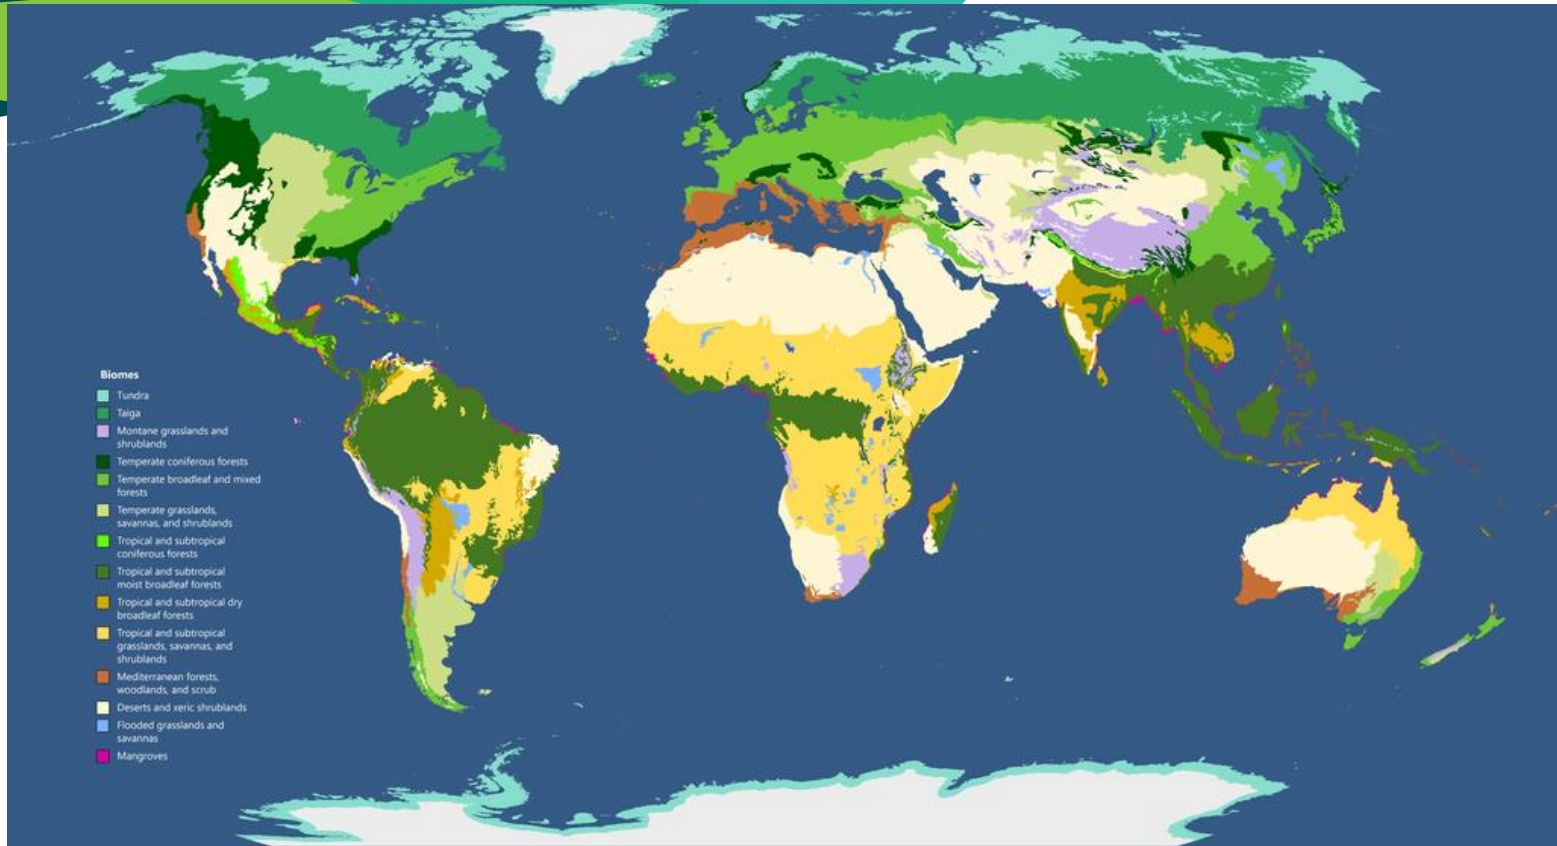 Biomes
Tundra
Taiga
Montane grasslands and
shrublands
Temperate coniferous forests
Temperate broadleaf and mixed
forests
Temperate grasslands,
savannas, and shrublands
Tropical and subtropical
coniferous forests
Tropical and subtropical
moist broadleaf forests
Tropical and subtropical dry
broadleaf forests
Tropical and subtropical
grasslands, savannas, and
shrublands
Mediterranean forests,
woodlands, and scrub
Deserts and xeric shrublands
Flooded grasslands and
savannas
Mangroves